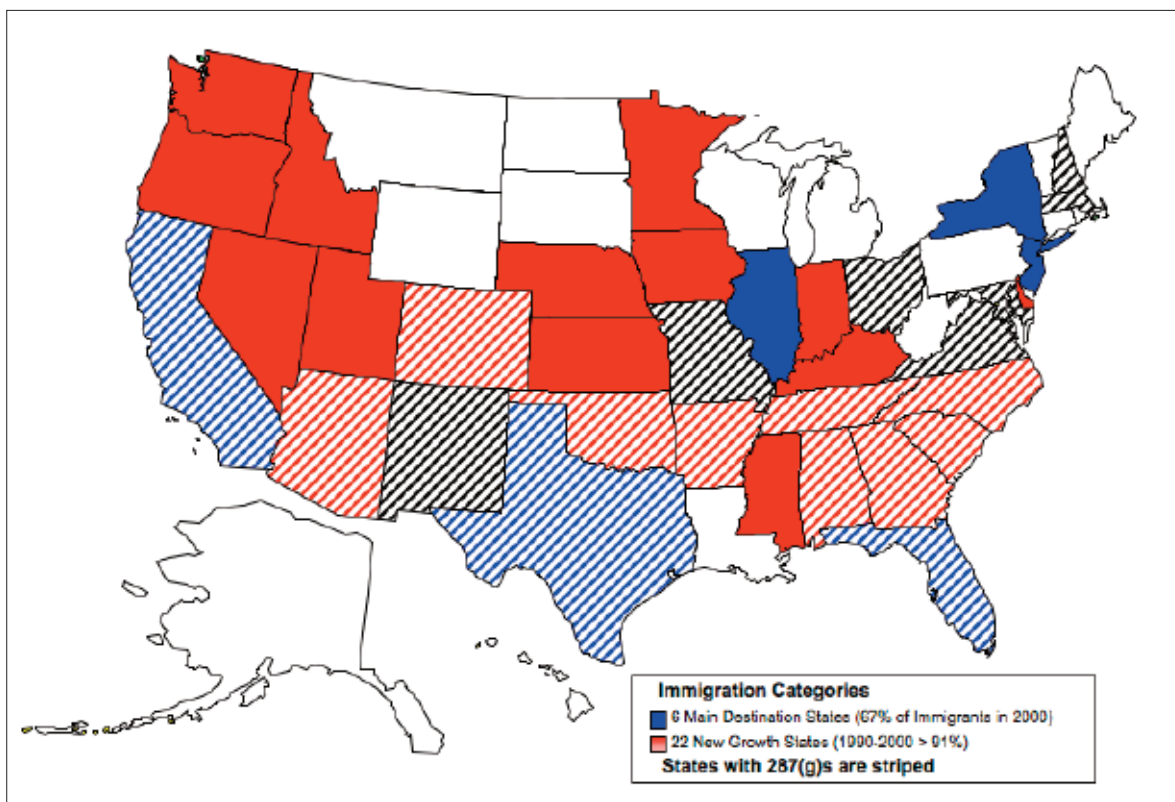 Immigration Categories
6 Main Destination States (67% of Immigrants in 2000)
22 New Growth States (1990-2000 > 91%)
States with 287(g)s are striped